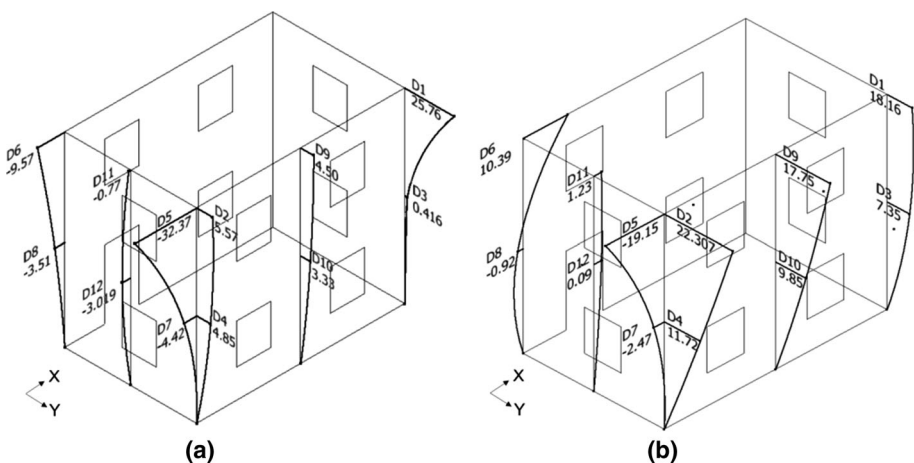 D1
25.76
D6
-9.57
D11
-0.77
D9
4.50
D5
-32.37
D2
5.57
D3
0.416
D8
-3.51
D12
-3.019
D10
3.33
D7
-4.42
D4
4.85
X
Y
(a)
D1
18.16
D6
10.39
D11
1.23
D9
17.75
D5
-19.15
D2
22.307
D3
7.35
D8
-0.92
D12
0.09
D10
9.85
D7
-2.47
D4
11.72
X
Y
(b)